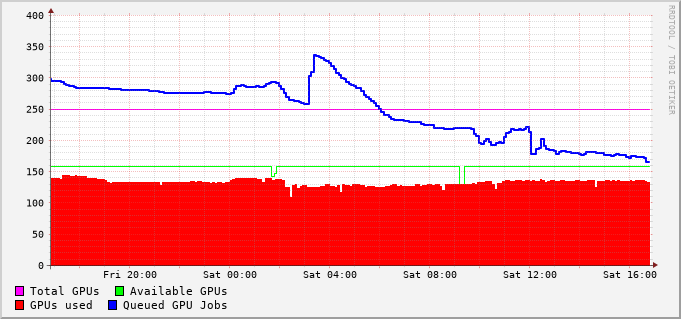 400
350
300
250
200
150
100
50
0
Fri 20:00 Sat 00:00 Sat 04:00 Sat 08:00 Sat 12:00 Sat 16:00
Total GPUs Available GPUs
GPUs used Queued GPU Jobs
RRDTOOL / TOBI OETIKER